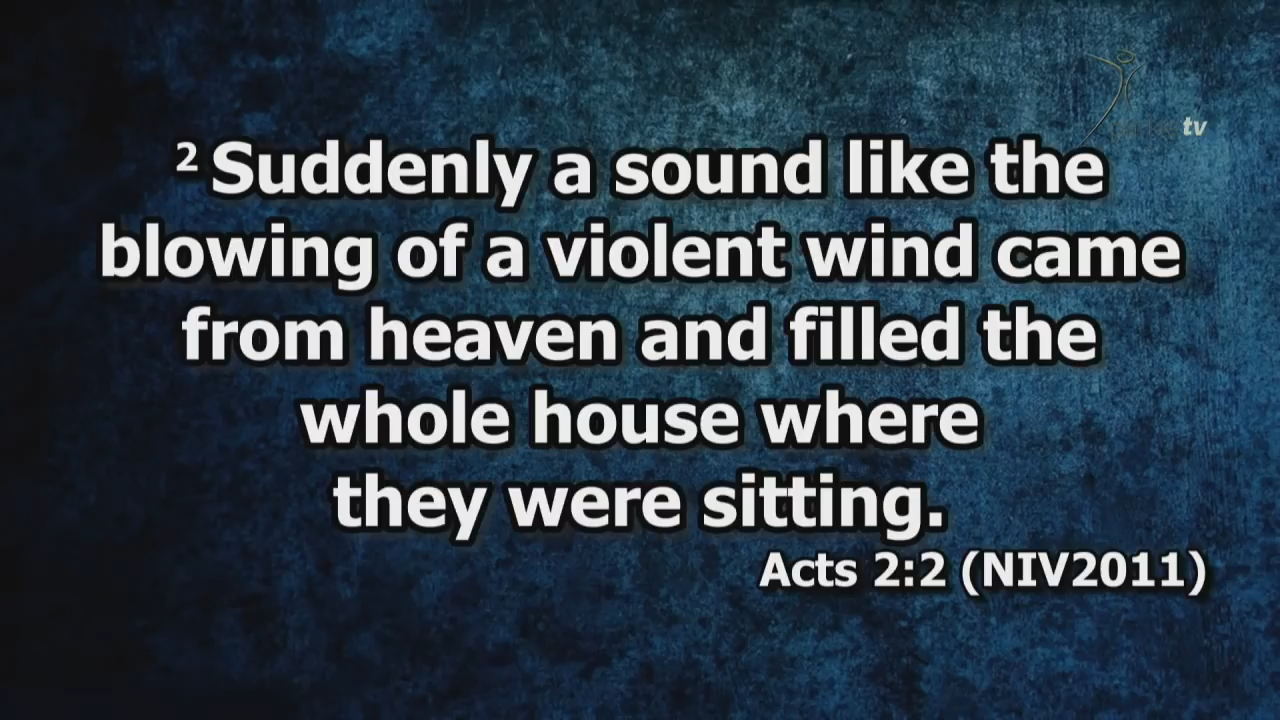 tv
2 Suddenly a sound like the
blowing of a violent wind came
from heaven and filled the
whole house where
they were sitting.
Acts 2:2 (NIV2011)